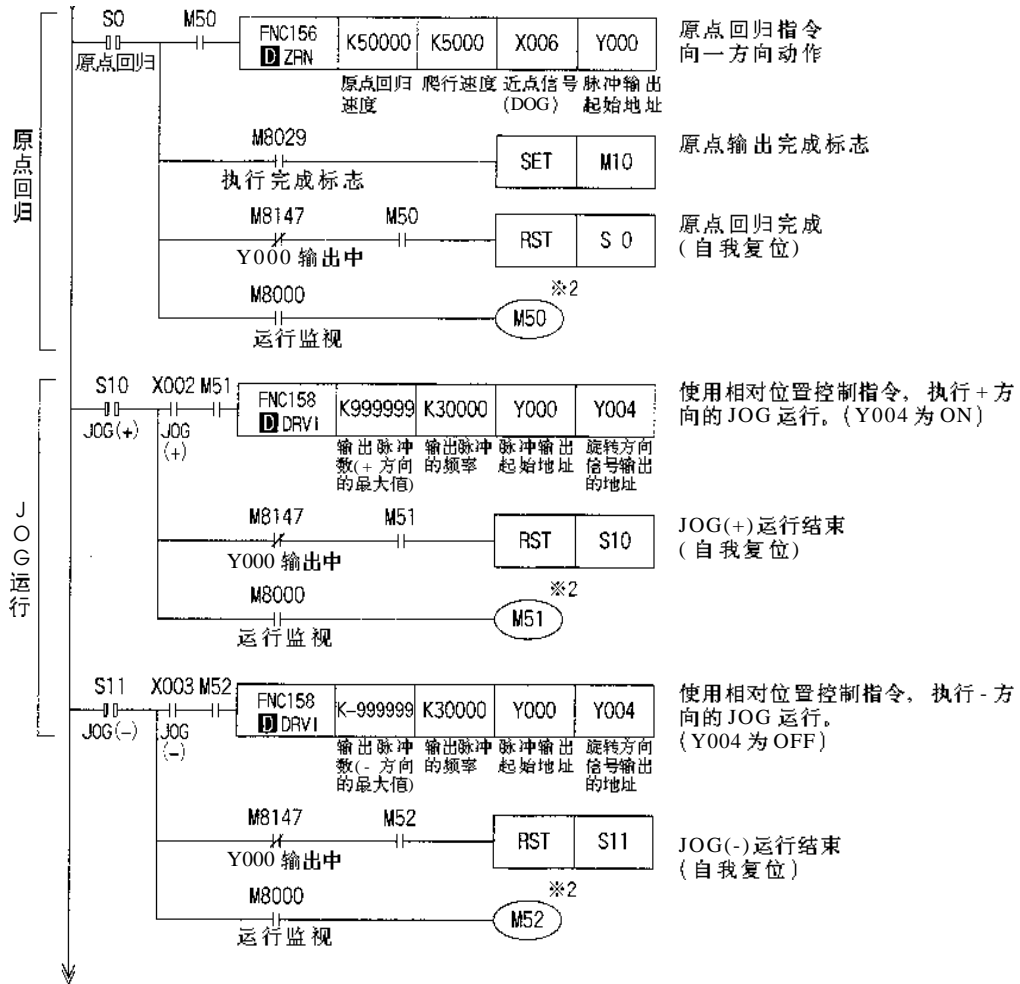 S0 M50
原点回归
FNC156
D ZRN
K50000 K5000 X006 Y000
原点回归指令
向一方向动作
原点回归
速度
爬行速度
近点信号
(DOG)
脉冲输出
起始地址
原点回归
M8029
执行完成标志
SET M10
原点输出完成标志
M8147 M50
Y000 输出中
RST S 0
原点回归完成
(自我复位)
M8000
运行监视
※2
M50
S10 X002 M51
JOG(+) JOG
(+)
FNC158
D DRVI
K999999 K30000 Y000 Y004
使用相对位置控制指令, 执行+方
向的JOG 运行。(Y004 为 ON)
输出脉冲
数(+ 方向
的最大值)
输出脉冲
的频率
脉冲输出
起始地址
旋转方向
信号输出
的地址
JOG运行
M8147 M51
Y000 输出中
RST S10
JOG(+)运行结束
(自我复位)
M8000
运行监视
※2
M51
S11 X003 M52
JOG(-) JOG
(-)
FNC158
D DRVI
K-999999 K30000 Y000 Y004
使用相对位置控制指令, 执行-方
向的JOG 运行。
(Y004 为 OFF)
输出脉冲
数(- 方向
的最大值)
输出脉冲
的频率
脉冲输出
起始地址
旋转方向
信号输出
的地址
M8147 M52
Y000 输出中
RST S11
JOG(-)运行结束
(自我复位)
M8000
运行监视
※2
M52